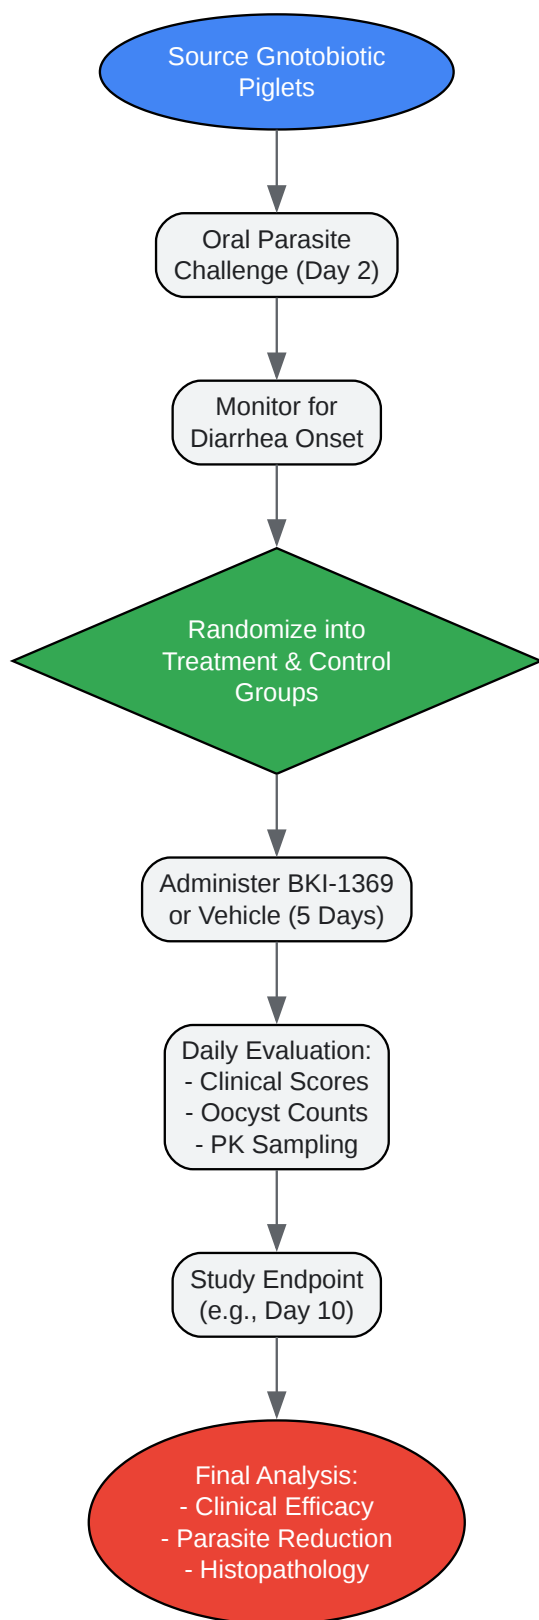 Source Gnotobiotic
Piglets
Oral Parasite
Challenge (Day 2)
Monitor for
Diarrhea Onset
Randomize into
Treatment & Control
Groups
Administer BKI-1369
or Vehicle (5 Days)
Daily Evaluation:
- Clinical Scores
- Oocyst Counts
- PK Sampling
Study Endpoint
(e.g., Day 10)
Final Analysis:
- Clinical Efficacy
- Parasite Reduction
- Histopathology